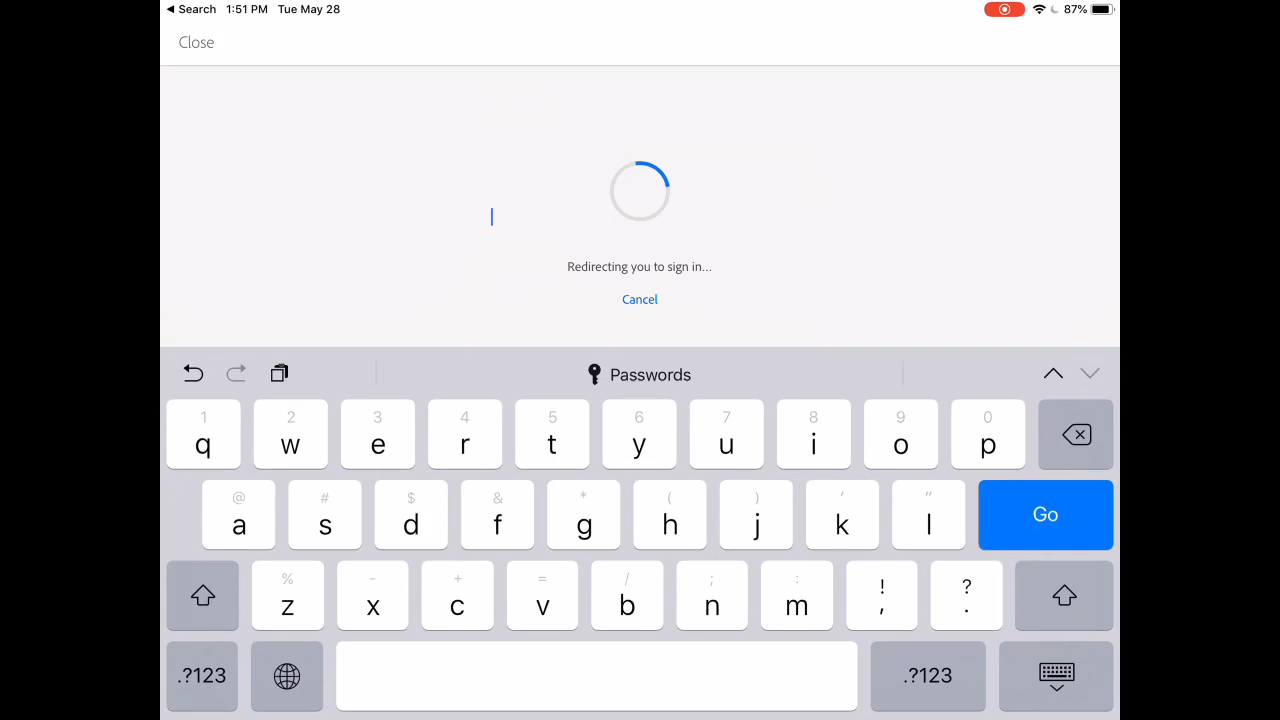 Search 1:51 PM Tue May 28 87%
Close
Redirecting you to sign in...
Cancel
Passwords
1 2 3 4 5 6 7 8 9 0
q w e r t y u i o p
@ # $ & * ( ) ' "
a s d f g h j k l Go
% - + = / ; : ! ?
z x c v b n m , .
.?123 .?123